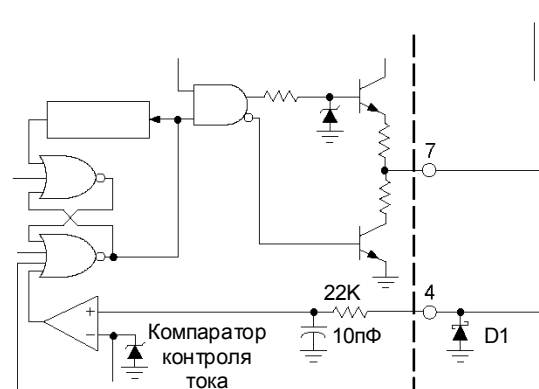 7
22K
4
+
−
10пФ
D1
Компаратор
контроля
тока